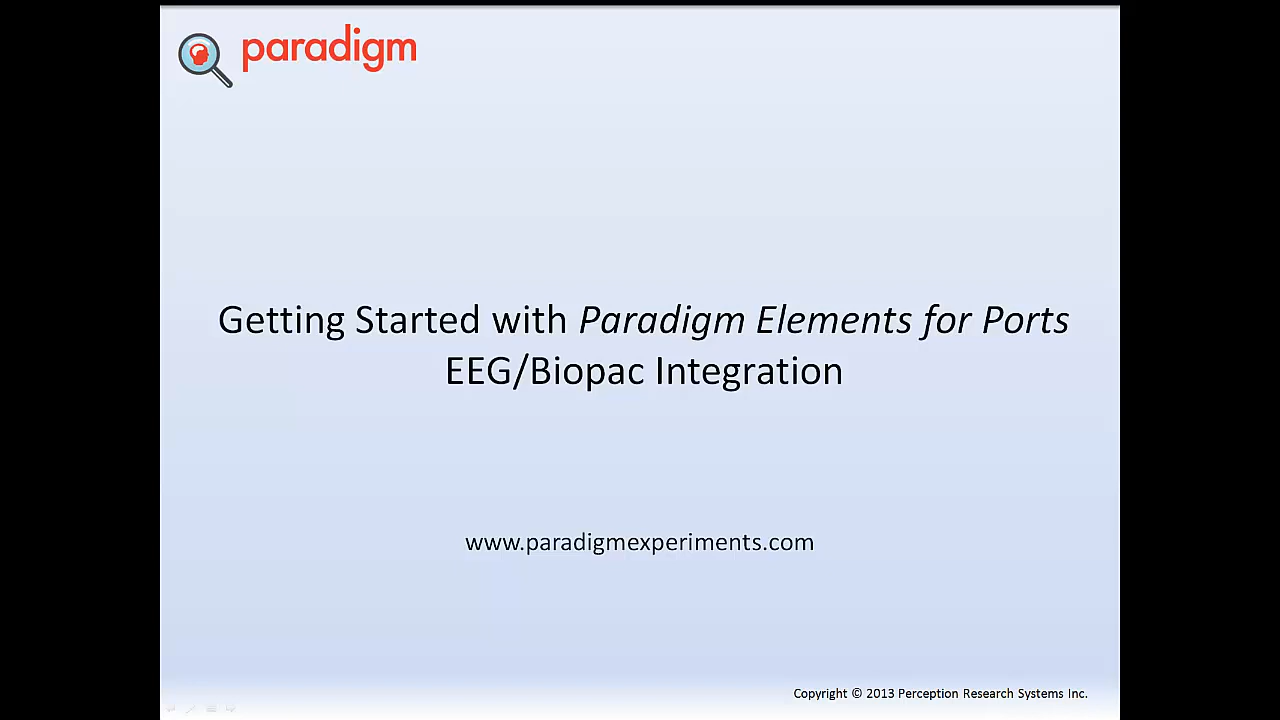 paradigm
Getting Started with Paradigm Elements for Ports
EEG/Biopac Integration
www.paradigmexperiments.com
Copyright © 2013 Perception Research Systems Inc.